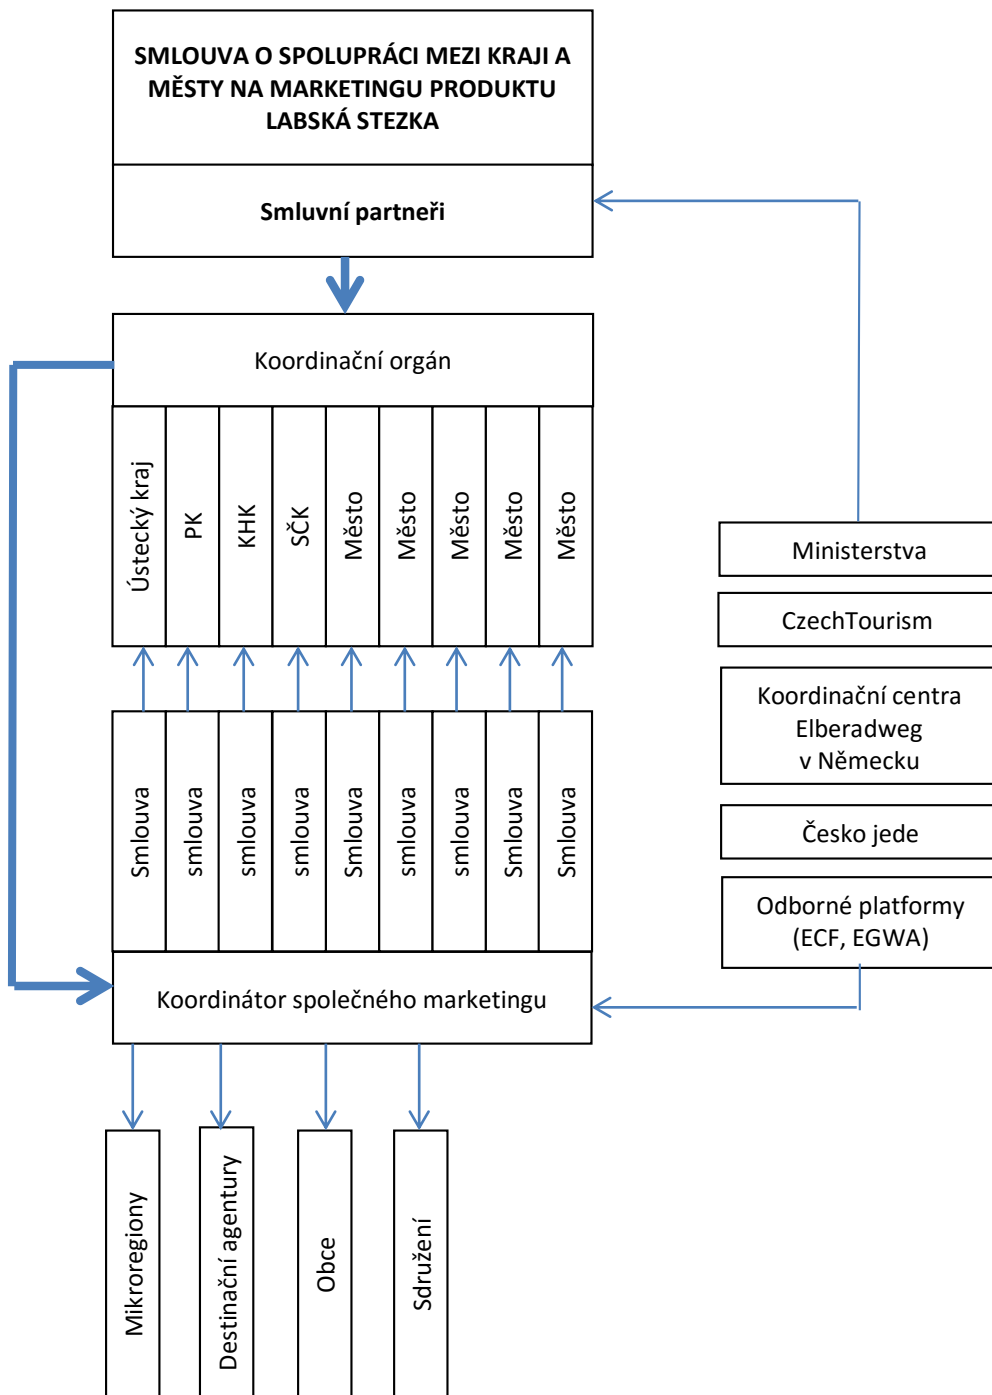 SMLOUVA O SPOLUPRÁCI MEZI KRAJI A
MĚSTY NA MARKETINGU PRODUKTU
LABSKÁ STEZKA
Smluvní partneři
Koordinační orgán
Ústecký kraj
PK
KHK
SČK
Město
Město
Město
Město
Město
Ministerstva
CzechTourism
Koordinační centra
Elberadweg
v Německu
Česko jede
Odborné platformy
(ECF, EGWA)
Smlouva
smlouva
smlouva
smlouva
Smlouva
smlouva
smlouva
Smlouva
Smlouva
Koordinátor společného marketingu
Mikroregiony
Destinační agentury
Obce
Sdružení